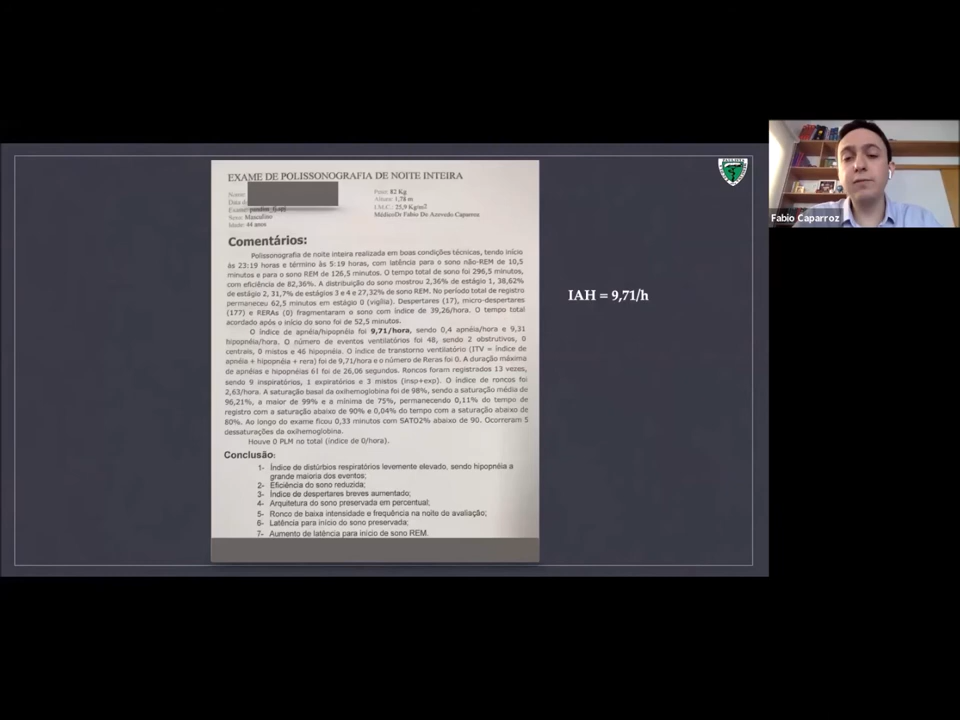 EXAME DE POLISSONOGRAFIA DE NOITE INTEIRA
Nome:
Peso: 82 Kg
Altura: 1,78 m
Exame:
I.M.C.: 25,9 Kg/m2
Sexo: Masculino
MédicoDr Fabio De Azevedo Caparroz
Idade: 44 anos
Comentários:
Polissonografia de noite inteira realizada em boas condições técnicas, tendo início
às 23:19 horas e término às 5:19 horas, com latência para o sono não-REM de 10,5
minutos e para o sono REM de 126,5 minutos. O tempo total de sono foi 296,5 minutos,
com eficiência de 82,36%. A distribuição do sono mostrou 2,36% de estágio 1, 38,62%
de estágio 2, 31,7% de estágios 3 e 4 e 27,32% de sono REM. No período total de registro
permaneceu 62,5 minutos em estágio 0 (vigília). Despertares (17), micro-despertares
(177) e RERAs (0) fragmentaram o sono com índice de 39,26/hora. O tempo total
acordado após o início do sono foi de 52,5 minutos.
O índice de apnéia/hipopnéia foi 9,71/hora, sendo 0,4 apnéia/hora e 9,31
hipopnéia/hora. O número de eventos ventilatórios foi 48, sendo 2 obstrutivos, 0
centrais, 0 mistos e 46 hipopnéia. O índice de transtorno ventilatório (ITV = índice de
apnéia + hipopnéia + rera) foi de 9,71/hora e o número de Reras foi 0. A duração máxima
de apnéias e hipopnéias 61 foi de 26,06 segundos. Roncos foram registrados 13 vezes,
sendo 9 inspiratórios, 1 expiratórios e 3 mistos (insp+exp). O índice de roncos foi
2,63/hora. A saturação basal da oxihemoglobina foi de 98%, sendo a saturação média de
96,21%, a maior de 99% e a mínima de 75%, permanecendo 0,11% do tempo de
registro com a saturação abaixo de 90% e 0,04% do tempo com a saturação abaixo de
80%. Ao longo do exame ficou 0,33 minutos com SATO2% abaixo de 90. Ocorreram 5
dessaturações da oxihemoglobina.
Houve 0 PLM no total (índice de 0/hora).
Conclusão:
1- Índice de distúrbios respiratórios levemente elevado, sendo hipopnéia a
grande maioria dos eventos;
2- Eficiência do sono reduzida;
3- Índice de despertares breves aumentado;
4- Arquitetura do sono preservada em percentual;
5- Ronco de baixa intensidade e frequência na noite de avaliação;
6- Latência para início do sono preservada;
7- Aumento de latência para início de sono REM.
IAH = 9,71/h
Fabio Caparroz